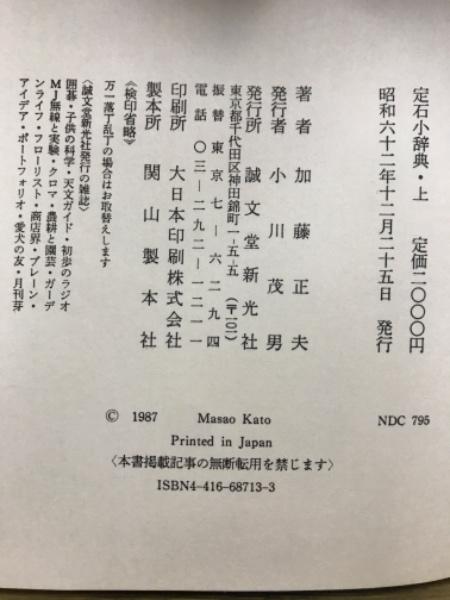 定石小辞典・上　定価二〇〇〇円
昭和六十二年十二月二十五日　発行
著者　加藤正夫
発行者　小川茂男
発行所　誠文堂新光社
東京都千代田区神田錦町一-五-五（〒一〇一）
振替　東京七―六二九四
電話　〇三―二九二―一二一一
印刷所　大日本印刷株式会社
製本所　関山製本社
《検印省略》
万一落丁乱丁の場合はお取替えします
〈誠文堂新光社発行の雑誌〉
囲碁・子供の科学・天文ガイド・初歩のラジオ
MJ無線と実験・クロマ・農耕と園芸・ガーデ
ンライフ・フローリスト・商店界・ブレーン・
アイデア・ポートフォリオ・愛犬の友・月刊芽
© 1987 Masao Kato NDC 795
Printed in Japan
〈本書掲載記事の無断転用を禁じます〉
ISBN4-416-68713-3